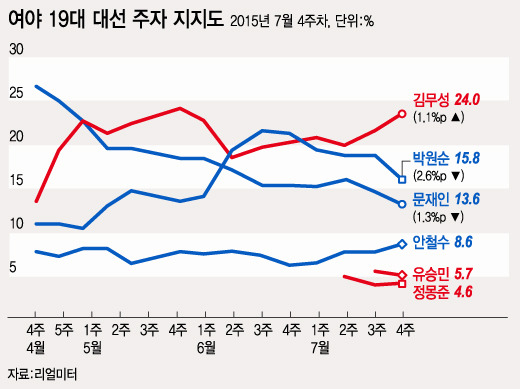 여야 19대 대선 주자 지지도 2015년 7월 4주차, 단위:%
30
25
20
15
10
5
김무성 24.0
(1.1%p ▲)
박원순 15.8
(2.6%p ▼)
문재인 13.6
(1.3%p ▼)
안철수 8.6
유승민 5.7
정몽준 4.6
4주 5주 1주 2주 3주 4주 1주 2주 3주 4주 1주 2주 3주 4주
4월 5월 6월 7월
자료:리얼미터